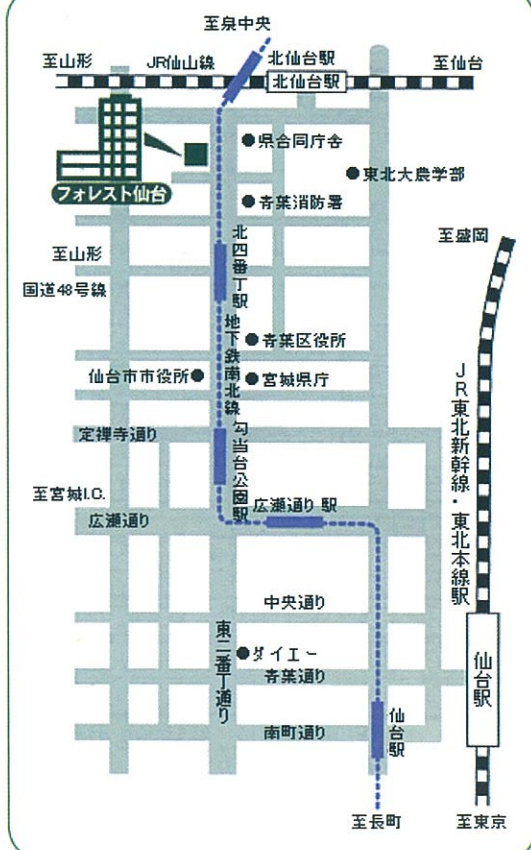 至泉中央
至山形
JR仙山線
北仙台駅
至仙台
北仙台駅
県合同庁舎
東北大農学部
フォレスト仙台
青葉消防署
至盛岡
北四番丁駅
至山形
国道48号線
地下鉄南北線
青葉区役所
仙台市市役所
宮城県庁
JR東北新幹線・東北本線駅
定禅寺通り
勾当台公園駅
至宮城I.C.
広瀬通り
広瀬通り駅
中央通り
東二番丁通り
ダイエー
青葉通り
仙台駅
仙台駅
南町通り
至長町
至東京